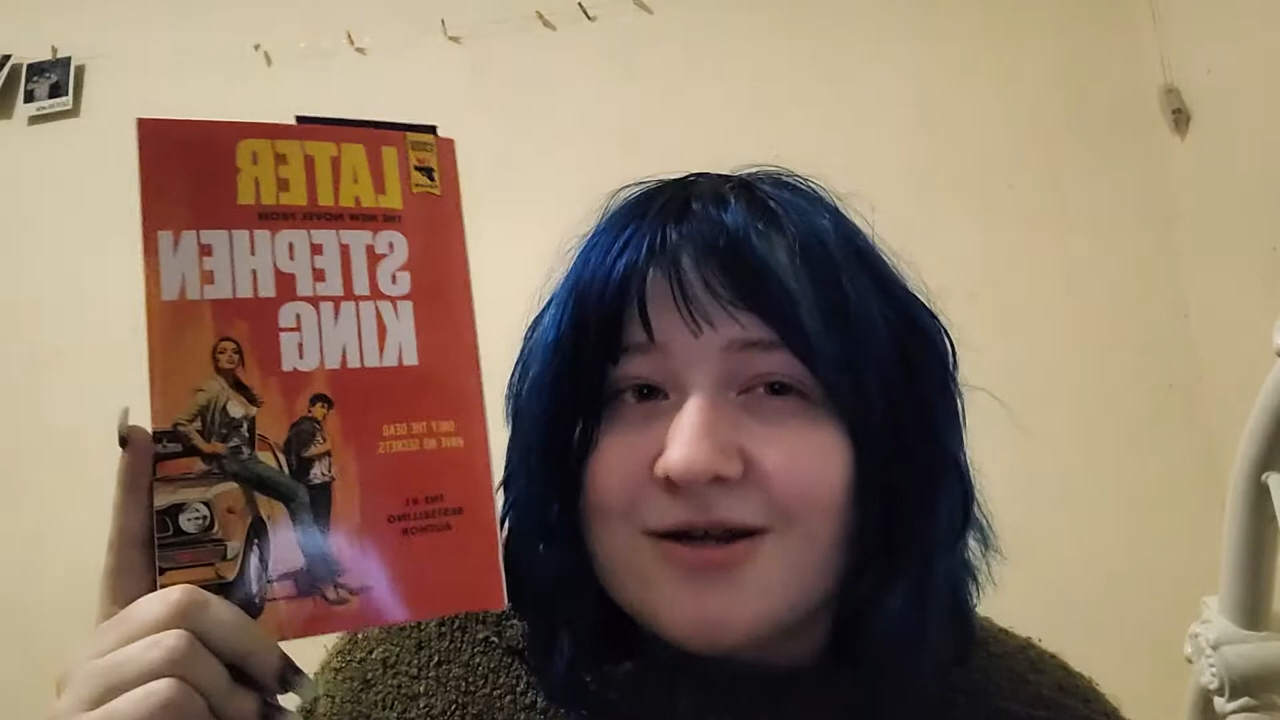 LATER
THE NEW NOVEL FROM
STEPHEN
KING
ONLY THE DEAD
HAVE NO SECRETS.
THE #1
BESTSELLING
AUTHOR